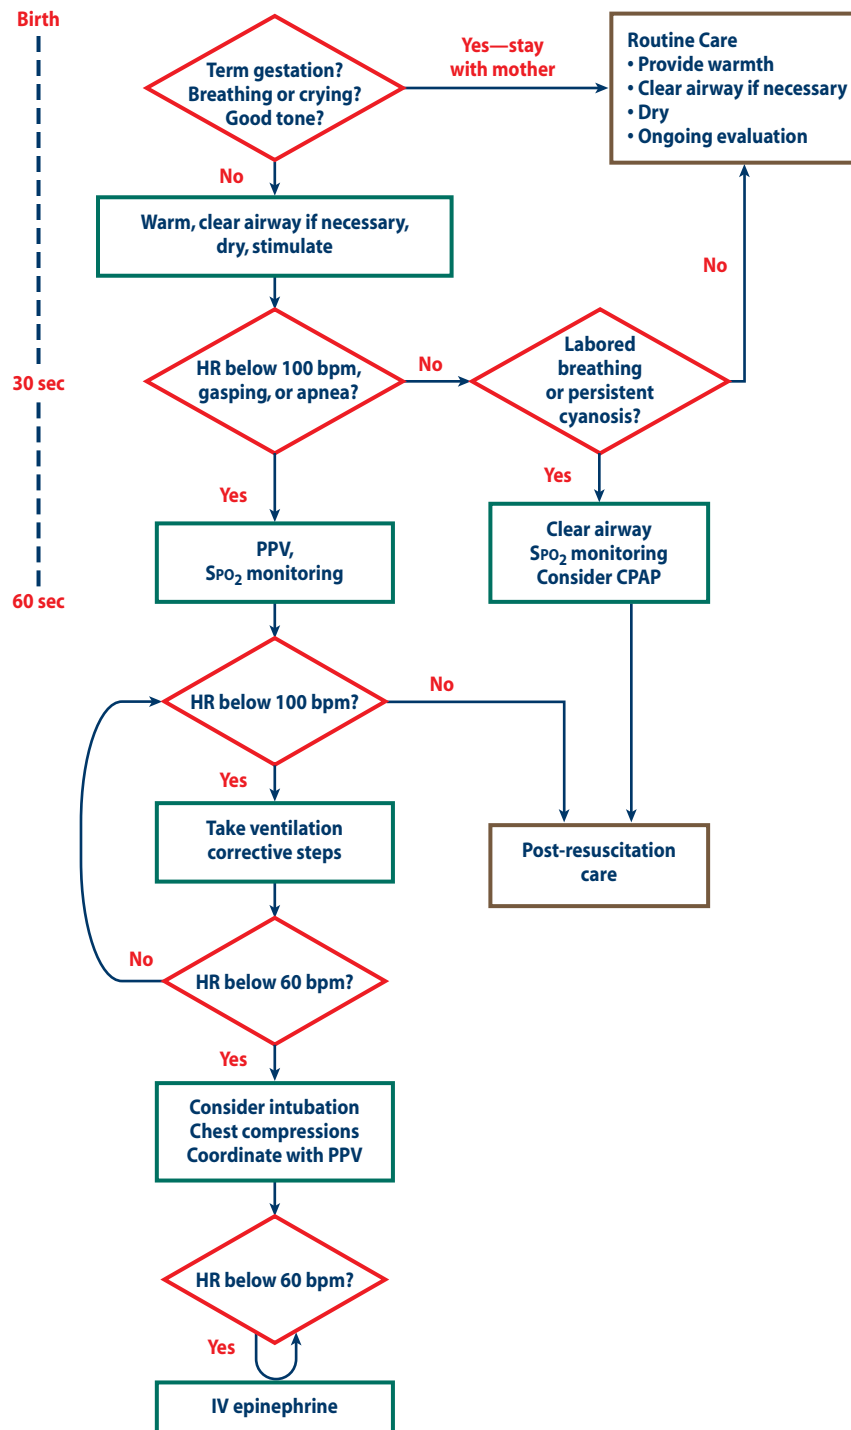 Birth
Term gestation?
Breathing or crying?
Good tone?
Yes—stay
with mother
Routine Care
• Provide warmth
• Clear airway if necessary
• Dry
• Ongoing evaluation
No
Warm, clear airway if necessary,
dry, stimulate
No
30 sec
HR below 100 bpm,
gasping, or apnea?
No
Labored
breathing
or persistent
cyanosis?
Yes
Yes
PPV,
SPO2 monitoring
Clear airway
SPO2 monitoring
Consider CPAP
60 sec
HR below 100 bpm?
No
Yes
Take ventilation
corrective steps
Post-resuscitation
care
No
HR below 60 bpm?
Yes
Consider intubation
Chest compressions
Coordinate with PPV
HR below 60 bpm?
Yes
IV epinephrine